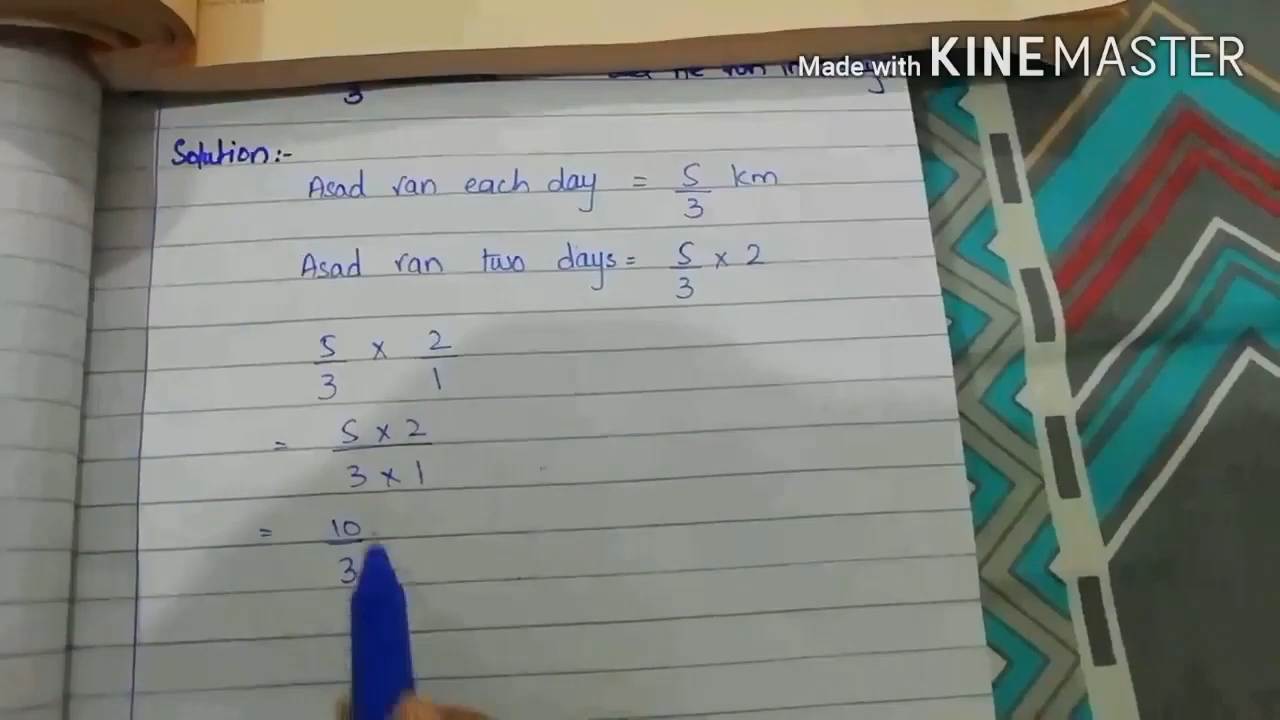 Made with KINEMASTER
3
Solution:-
Asad ran each day = 5/3 km
Asad ran two days = 5/3 × 2
5/3 × 2/1
= 5 × 2 / 3 × 1
= 10/3